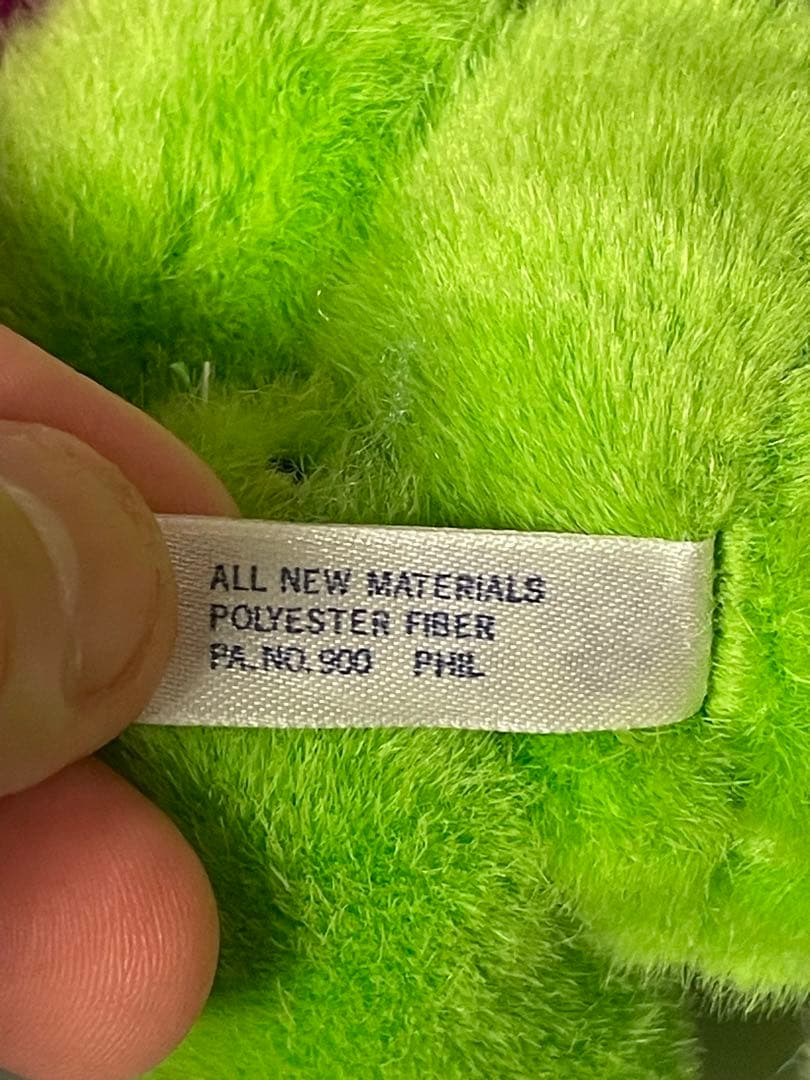 ALL NEW MATERIALS
POLYESTER FIBER
PA.NO.900 PHIL